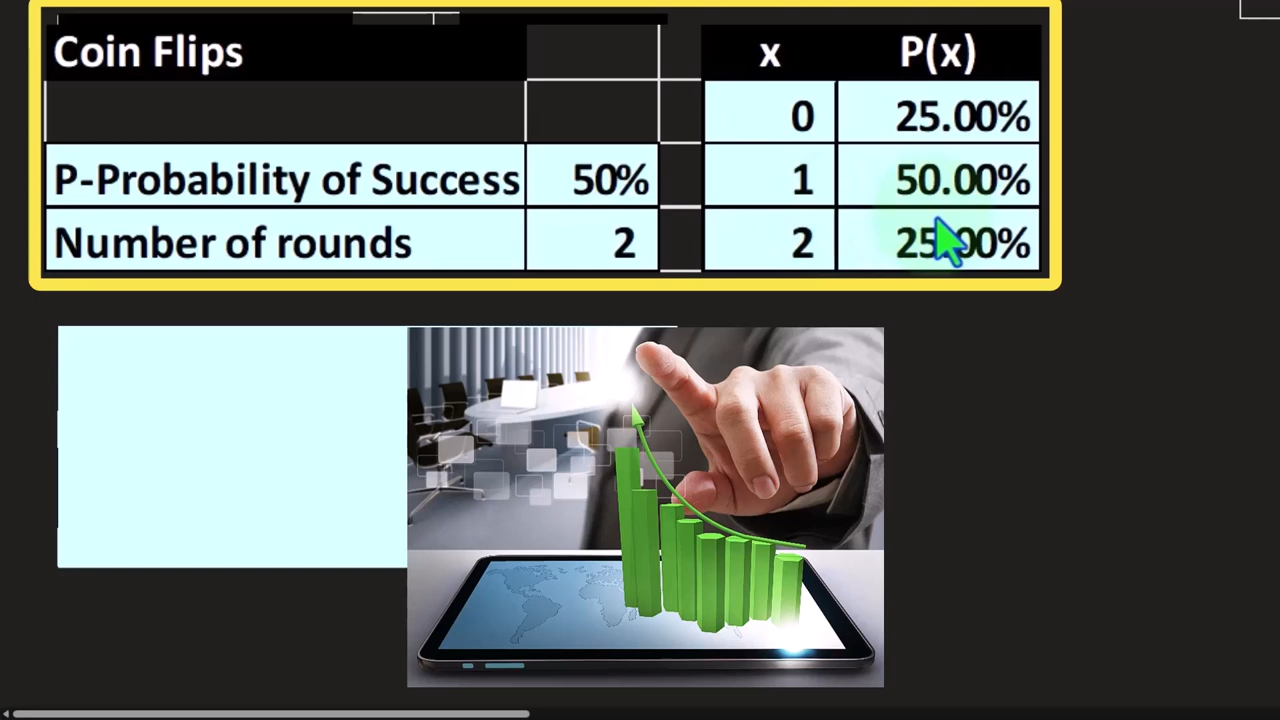 Coin Flips x P(x)
0 25.00%
P-Probability of Success 50% 1 50.00%
Number of rounds 2 2 25.00%